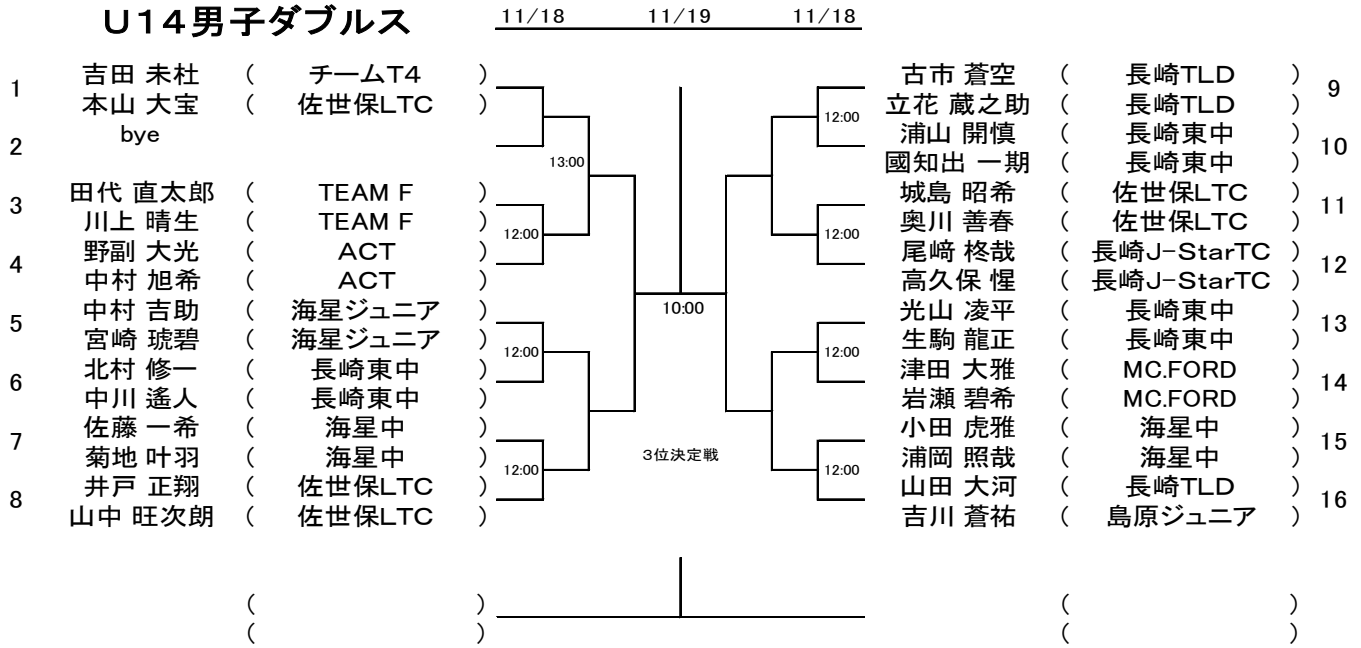 U14男子ダブルス
11/18 11/19 11/18
1
吉田 未杜 ( チームT4 )
本山 大宝 ( 佐世保LTC )
2
bye
13:00
3
田代 直太郎 ( TEAM F )
川上 晴生 ( TEAM F )
12:00
4
野副 大光 ( ACT )
中村 旭希 ( ACT )
5
中村 吉助 ( 海星ジュニア )
宮崎 琥碧 ( 海星ジュニア )
12:00
6
北村 修一 ( 長崎東中 )
中川 遙人 ( 長崎東中 )
7
佐藤 一希 ( 海星中 )
菊地 叶羽 ( 海星中 )
12:00
8
井戸 正翔 ( 佐世保LTC )
山中 旺次朗 ( 佐世保LTC )
10:00
3位決定戦
古市 蒼空 ( 長崎TLD )
立花 蔵之助 ( 長崎TLD )
9
12:00
浦山 開慎 ( 長崎東中 )
國知出 一期 ( 長崎東中 )
10
城島 昭希 ( 佐世保LTC )
奥川 善春 ( 佐世保LTC )
11
12:00
尾﨑 柊哉 ( 長崎J-StarTC )
高久保 惺 ( 長崎J-StarTC )
12
光山 凌平 ( 長崎東中 )
生駒 龍正 ( 長崎東中 )
13
12:00
津田 大雅 ( MC.FORD )
岩瀬 碧希 ( MC.FORD )
14
小田 虎雅 ( 海星中 )
浦岡 照哉 ( 海星中 )
15
12:00
山田 大河 ( 長崎TLD )
吉川 蒼祐 ( 島原ジュニア )
16
( ) ( )
( ) ( )